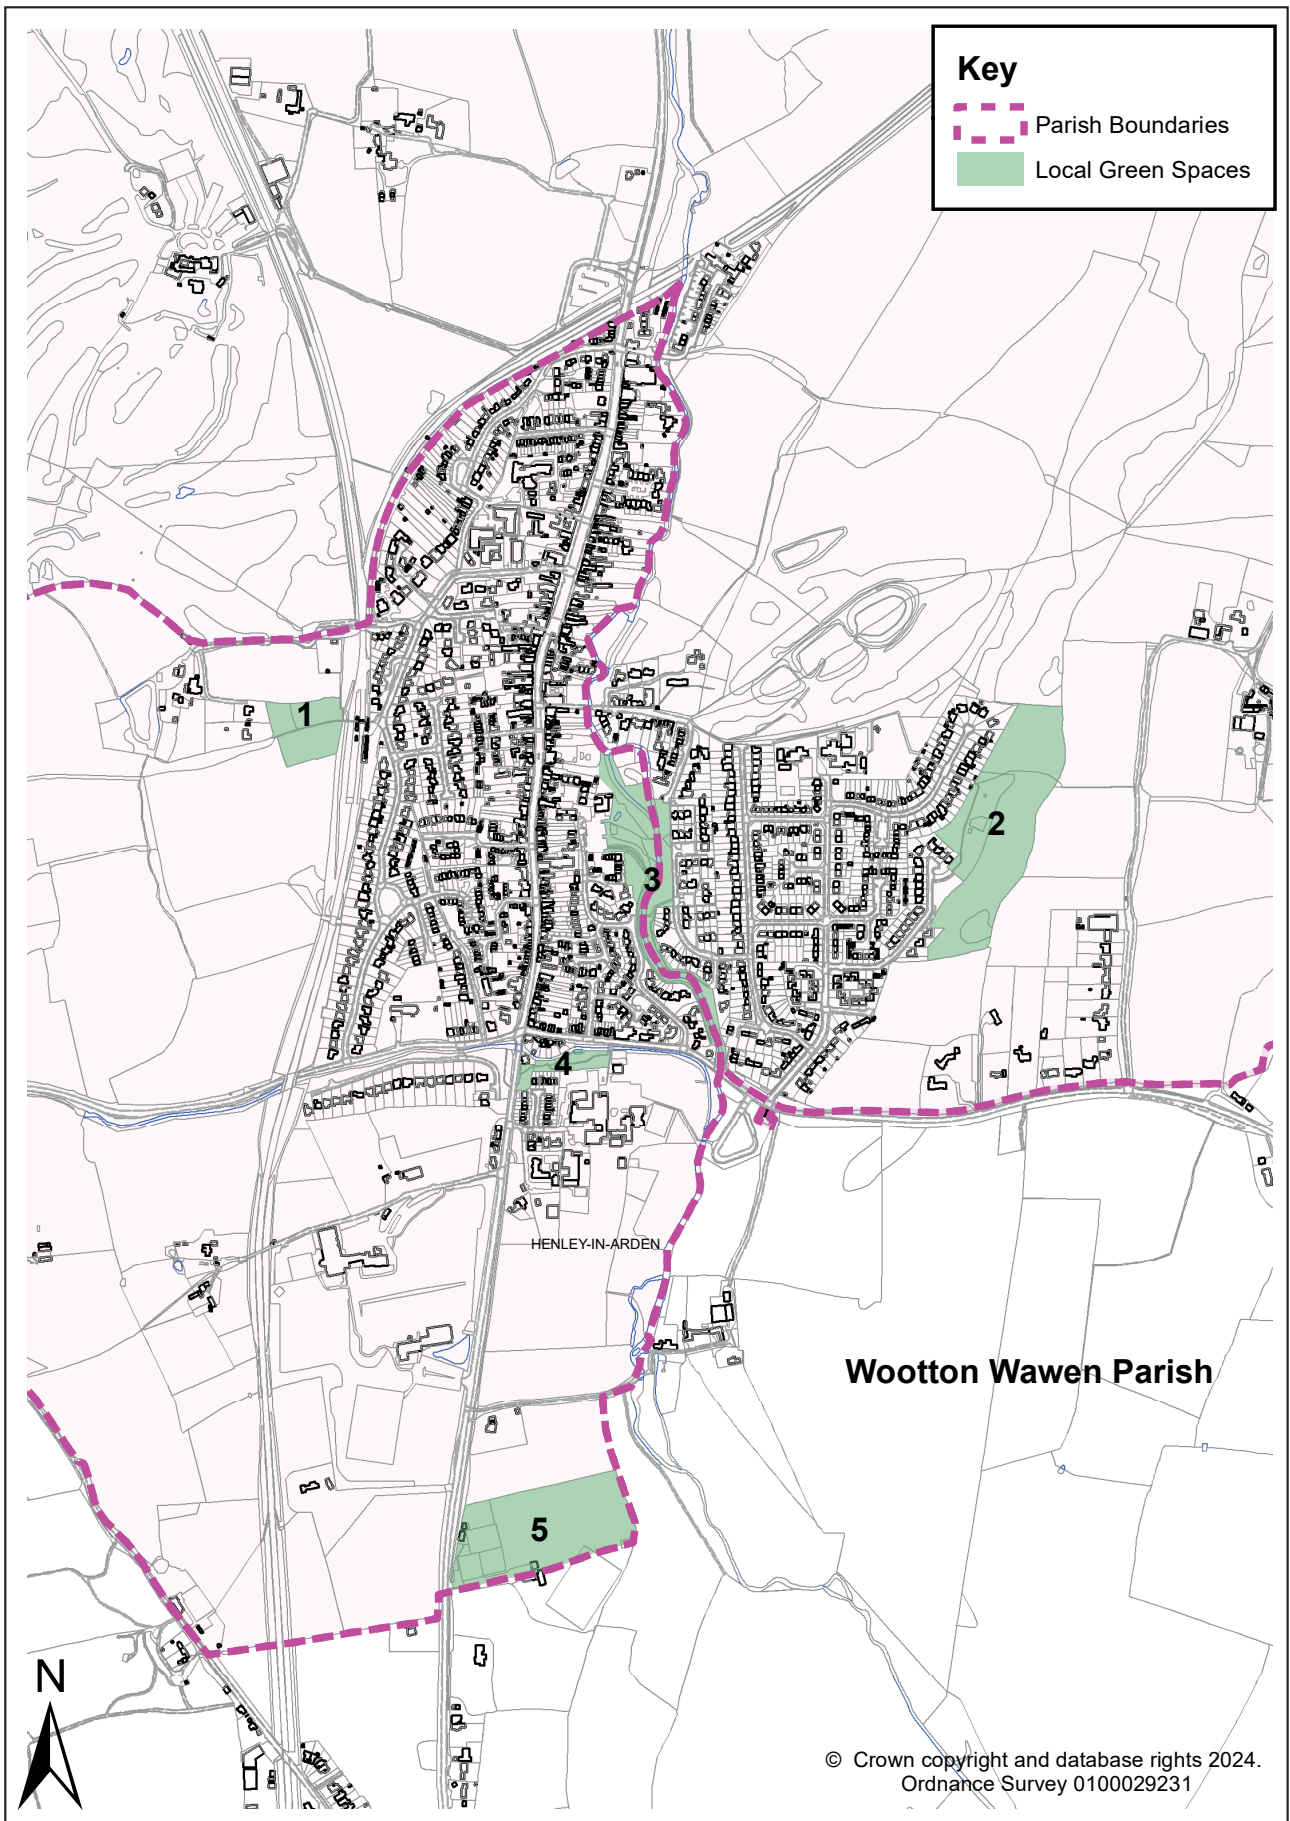 Key
Parish Boundaries
Local Green Spaces
1
2
3
4
HENLEY-IN-ARDEN
Wootton Wawen Parish
5
N
© Crown copyright and database rights 2024.
Ordnance Survey 0100029231